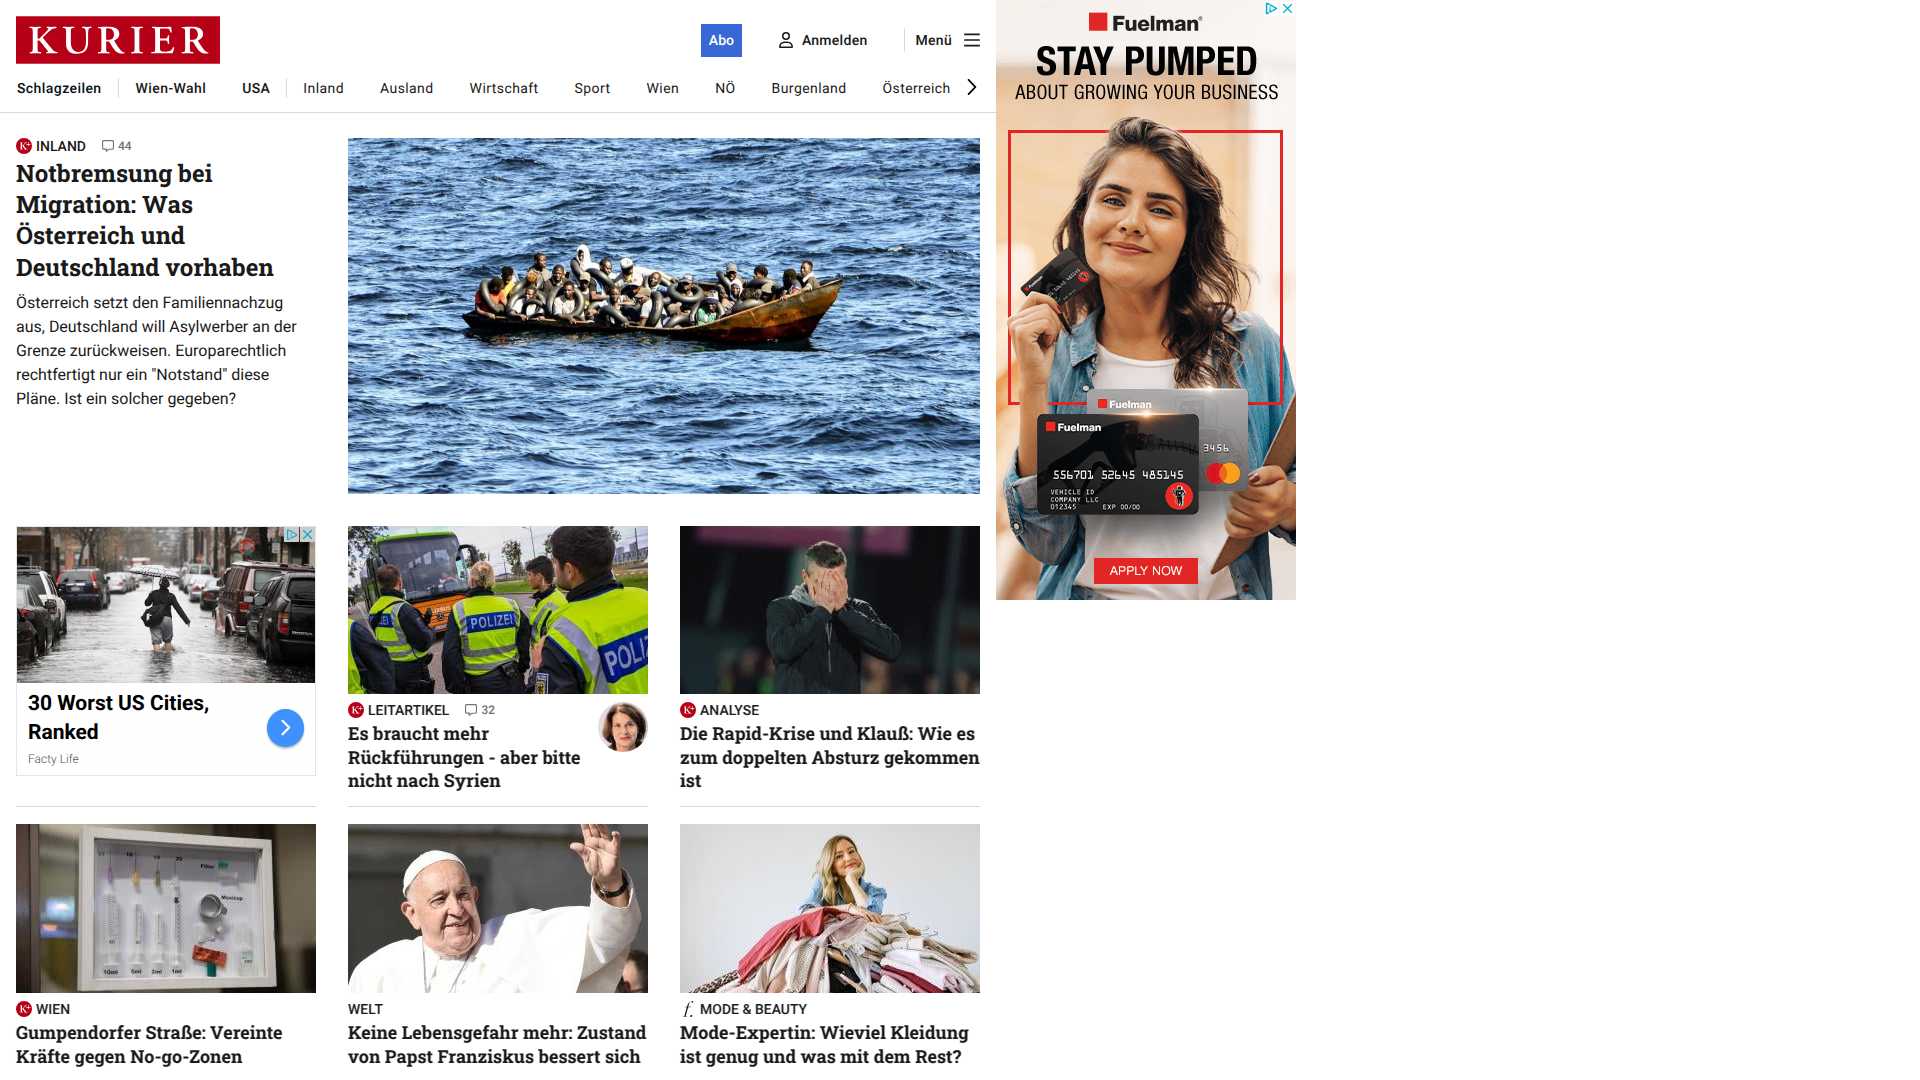 KURIER
Abo
Anmelden
Menü
Schlagzeilen
Wien-Wahl
USA
Inland
Ausland
Wirtschaft
Sport
Wien
NÖ
Burgenland
Österreich
INLAND 44
Notbremsung bei
Migration: Was
Österreich und
Deutschland vorhaben
Österreich setzt den Familiennachzug
aus, Deutschland will Asylwerber an der
Grenze zurückweisen. Europarechtlich
rechtfertigt nur ein "Notstand" diese
Pläne. Ist ein solcher gegeben?
Fuelman
STAY PUMPED
ABOUT GROWING YOUR BUSINESS
Fuelman
Fuelman
3456
556701 52645 485145
VEHICLE ID
COMPANY LLC
012345 EXP 00/00
APPLY NOW
30 Worst US Cities,
Ranked
Facty Life
POLIZEI
LEITARTIKEL 32
Es braucht mehr
Rückführungen - aber bitte
nicht nach Syrien
ANALYSE
Die Rapid-Krise und Klauß: Wie es
zum doppelten Absturz gekommen
ist
Filter
10ml 5ml 2ml 1ml
WIEN
Gumpendorfer Straße: Vereinte
Kräfte gegen No-go-Zonen
WELT
Keine Lebensgefahr mehr: Zustand
von Papst Franziskus bessert sich
MODE & BEAUTY
Mode-Expertin: Wieviel Kleidung
ist genug und was mit dem Rest?